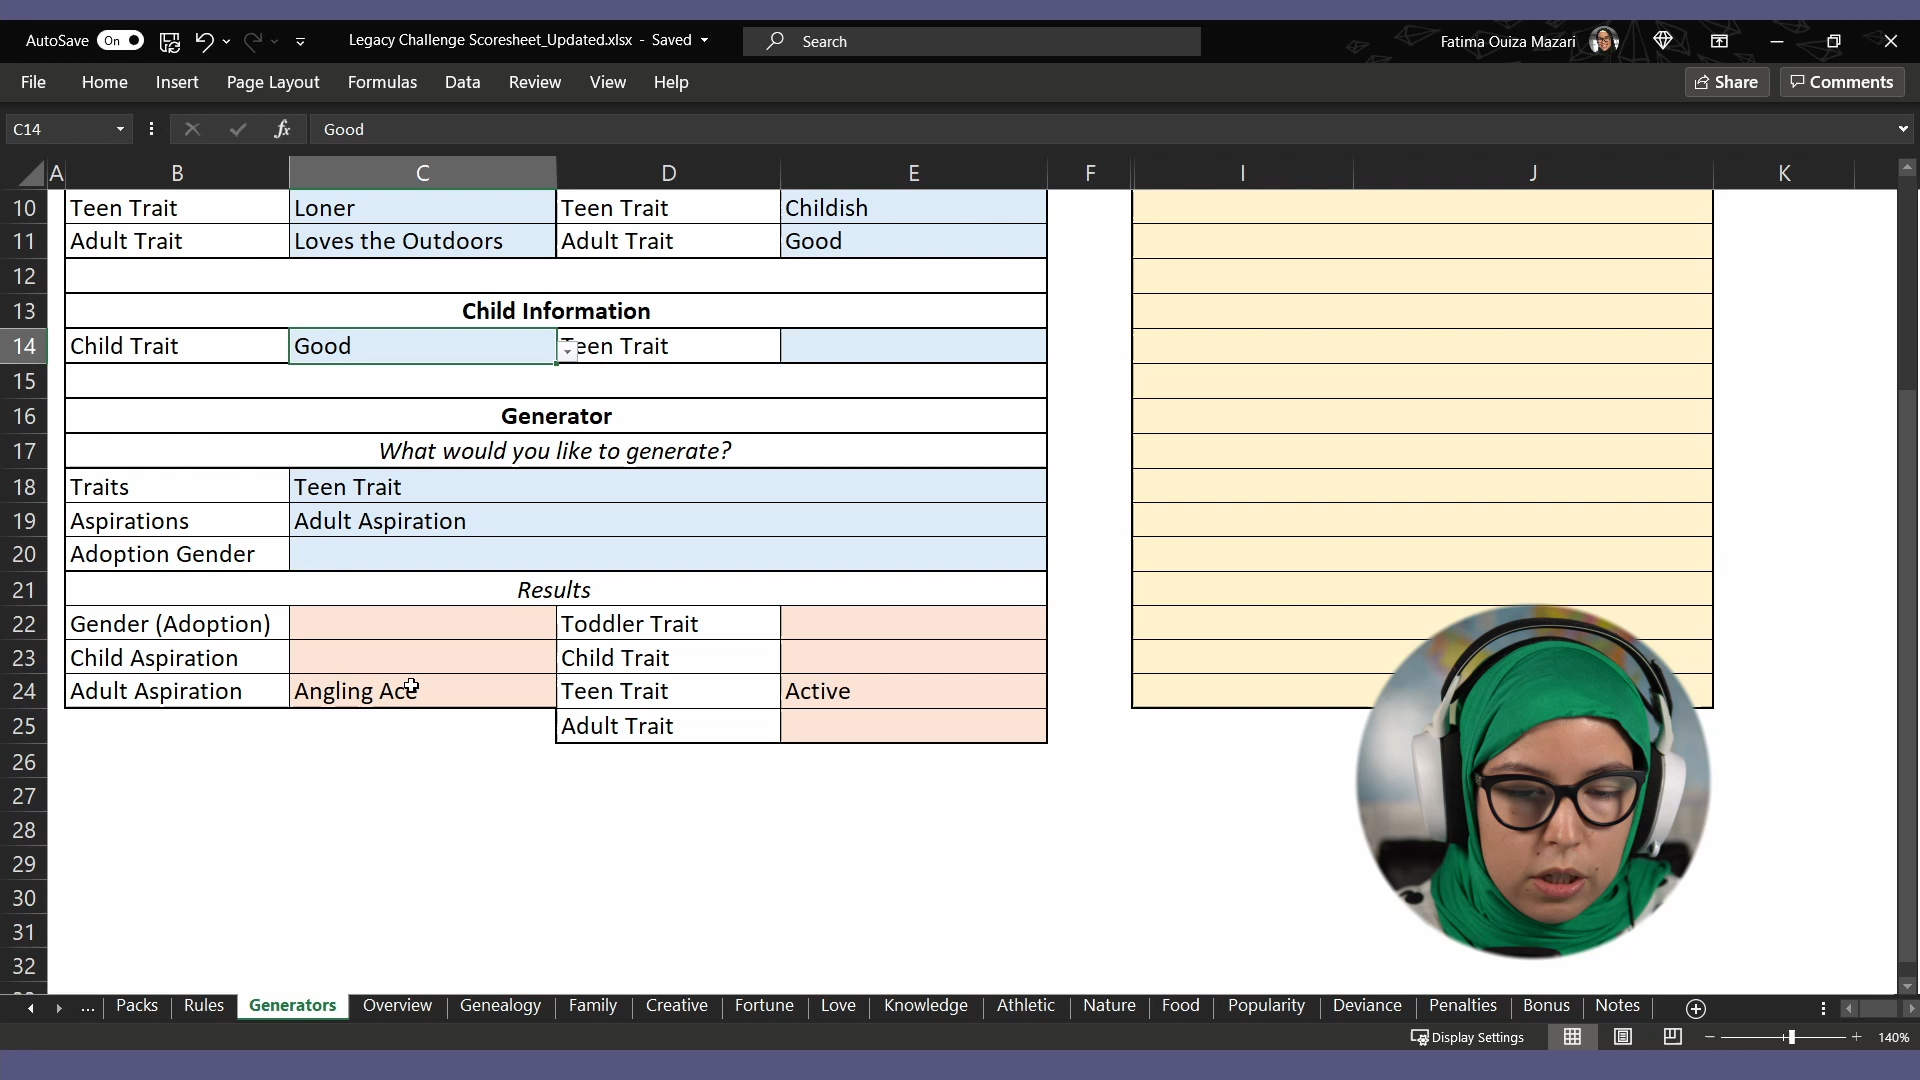 AutoSave On Legacy Challenge Scoresheet_Updated.xlsx - Saved Search Fatima Ouiza Mazari
File Home Insert Page Layout Formulas Data Review View Help Share Comments
C14 fx Good
A B C D E F I J K
10 Teen Trait Loner Teen Trait Childish
11 Adult Trait Loves the Outdoors Adult Trait Good
12
13 Child Information
14 Child Trait Good Teen Trait
15
16 Generator
17 What would you like to generate?
18 Traits Teen Trait
19 Aspirations Adult Aspiration
20 Adoption Gender
21 Results
22 Gender (Adoption) Toddler Trait
23 Child Aspiration Child Trait
24 Adult Aspiration Angling Ace Teen Trait Active
25 Adult Trait
26
27
28
29
30
31
32
... Packs Rules Generators Overview Genealogy Family Creative Fortune Love Knowledge Athletic Nature Food Popularity Deviance Penalties Bonus Notes
Display Settings 140%